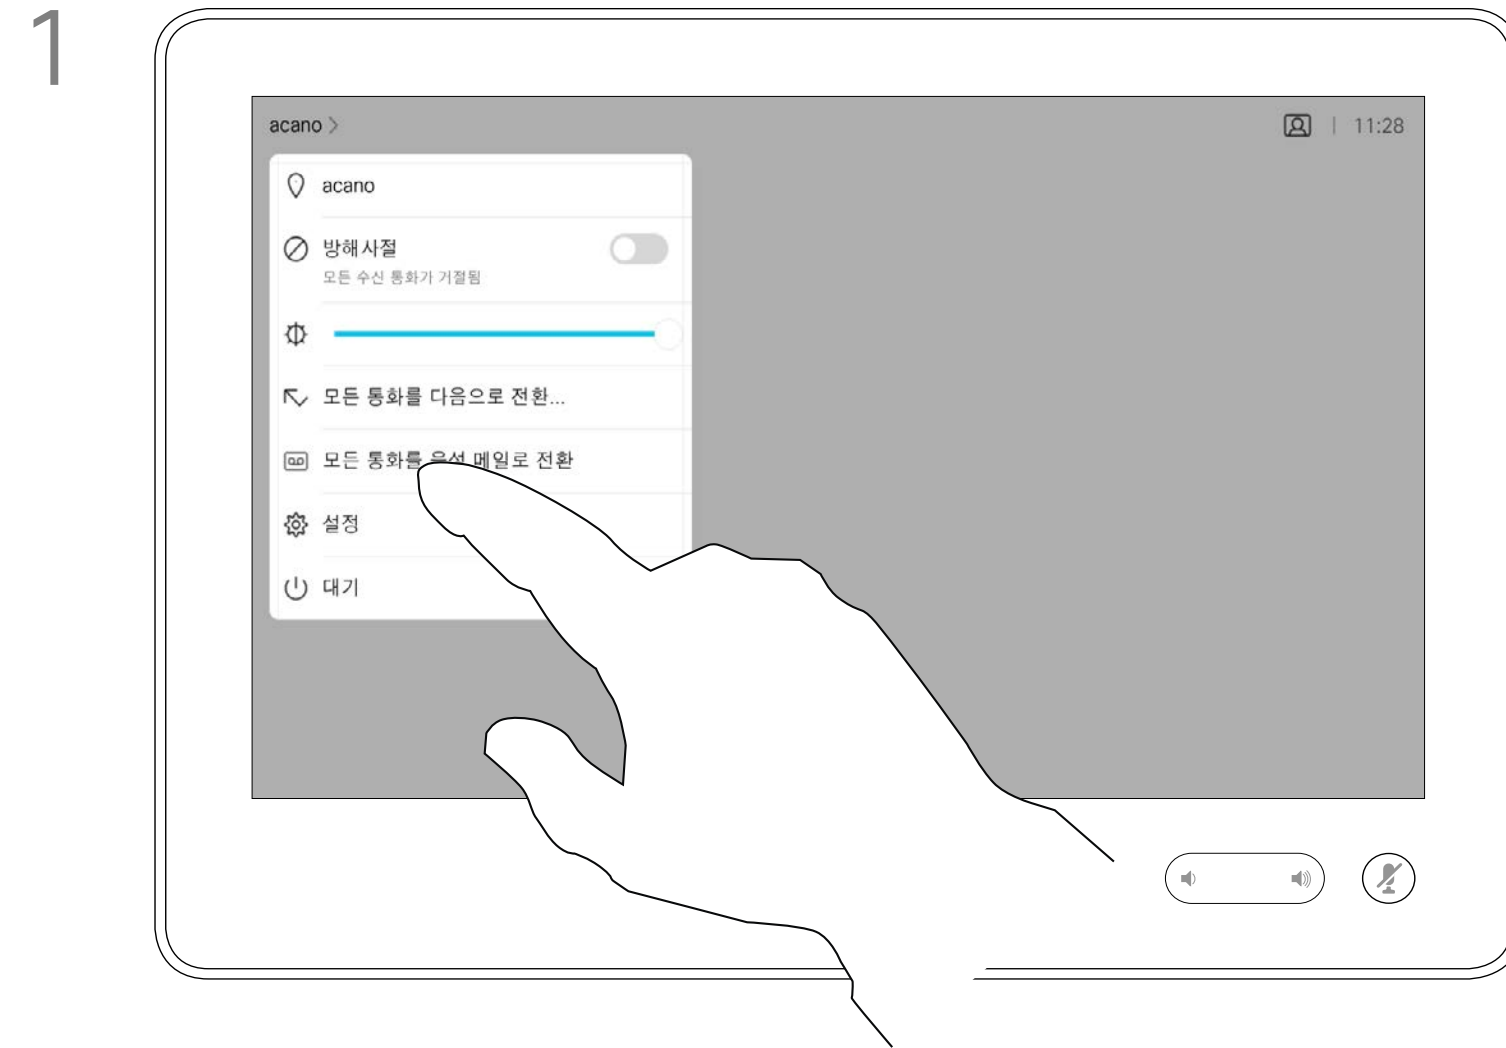 1
acano >
11:28
acano
방해 사절
모든 수신 통화가 거절됨
모든 통화를 다음으로 전환...
모든 통화를 음성 메일로 전환
설정
대기